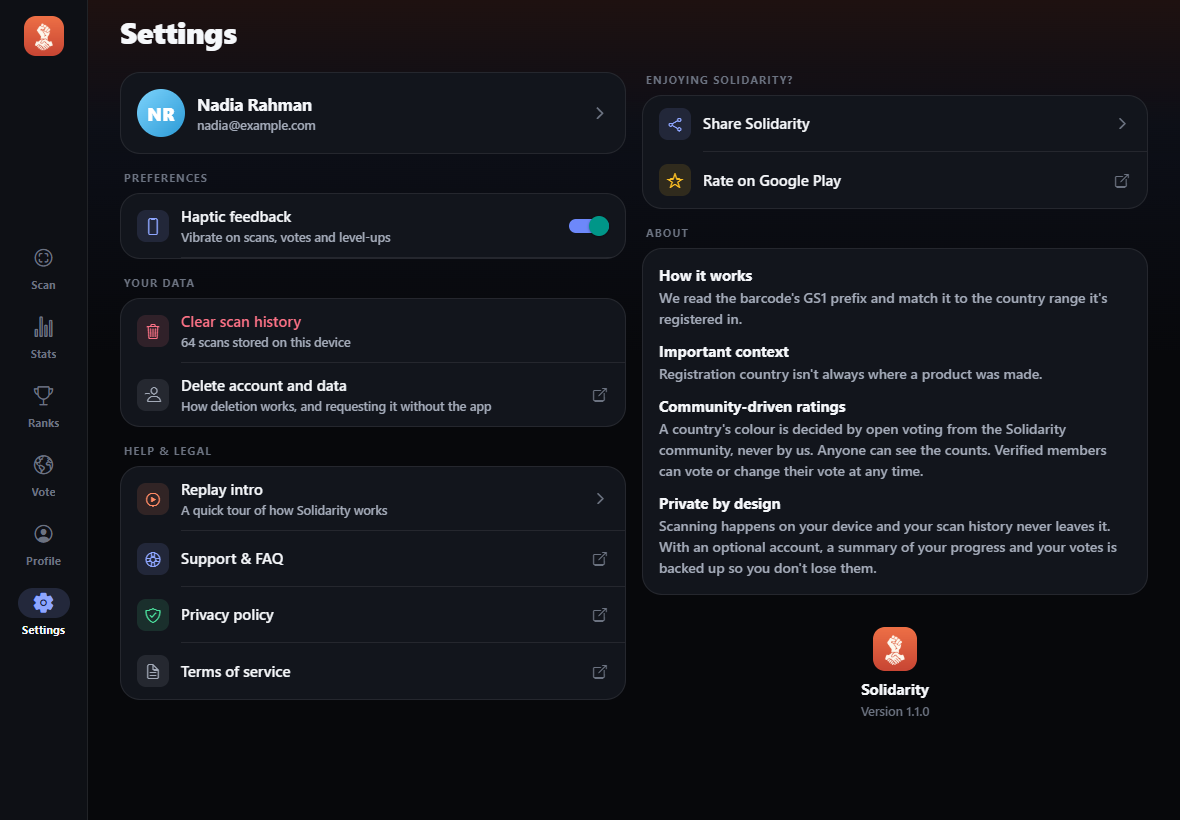 Settings
Scan
Stats
Ranks
Vote
Profile
Settings
NR
Nadia Rahman
nadia@example.com
PREFERENCES
Haptic feedback
Vibrate on scans, votes and level-ups
YOUR DATA
Clear scan history
64 scans stored on this device
Delete account and data
How deletion works, and requesting it without the app
HELP & LEGAL
Replay intro
A quick tour of how Solidarity works
Support & FAQ
Privacy policy
Terms of service
ENJOYING SOLIDARITY?
Share Solidarity
Rate on Google Play
ABOUT
How it works
We read the barcode's GS1 prefix and match it to the country range it's
registered in.
Important context
Registration country isn't always where a product was made.
Community-driven ratings
A country's colour is decided by open voting from the Solidarity
community, never by us. Anyone can see the counts. Verified members
can vote or change their vote at any time.
Private by design
Scanning happens on your device and your scan history never leaves it.
With an optional account, a summary of your progress and your votes is
backed up so you don't lose them.
Solidarity
Version 1.1.0